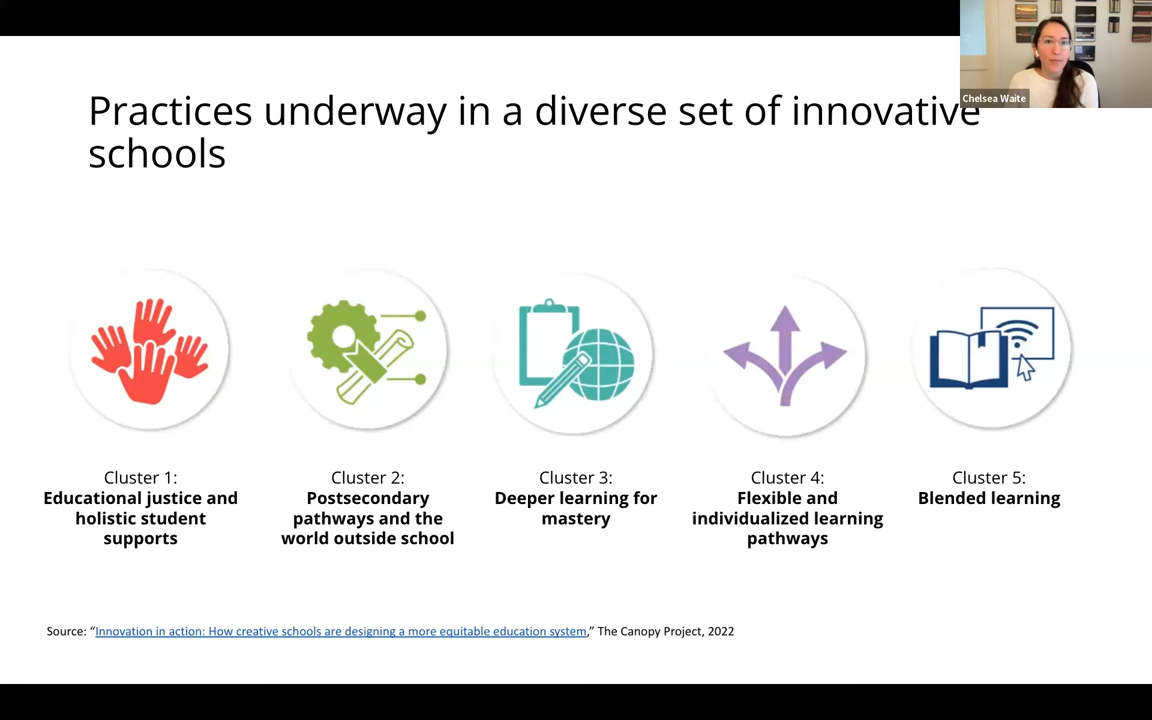 Chelsea Waite
Practices underway in a diverse set of innovative
schools
Cluster 1:
Educational justice and
holistic student
supports
Cluster 2:
Postsecondary
pathways and the
world outside school
Cluster 3:
Deeper learning for
mastery
Cluster 4:
Flexible and
individualized learning
pathways
Cluster 5:
Blended learning
Source: “Innovation in action: How creative schools are designing a more equitable education system,” The Canopy Project, 2022